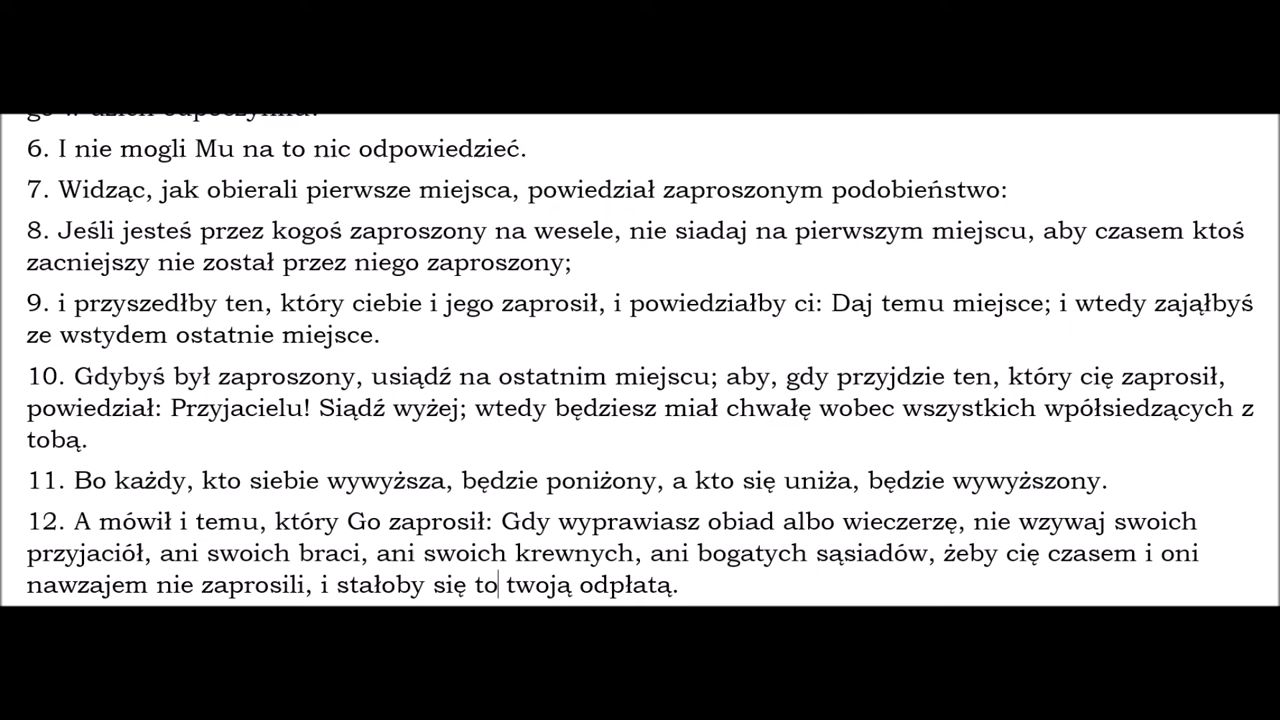 6. I nie mogli Mu na to nic odpowiedzieć.
7. Widząc, jak obierali pierwsze miejsca, powiedział zaproszonym podobieństwo:
8. Jeśli jesteś przez kogoś zaproszony na wesele, nie siadaj na pierwszym miejscu, aby czasem ktoś
zacniejszy nie został przez niego zaproszony;
9. i przyszedłby ten, który ciebie i jego zaprosił, i powiedziałby ci: Daj temu miejsce; i wtedy zająłbyś
ze wstydem ostatnie miejsce.
10. Gdybyś był zaproszony, usiądź na ostatnim miejscu; aby, gdy przyjdzie ten, który cię zaprosił,
powiedział: Przyjacielu! Siądź wyżej; wtedy będziesz miał chwałę wobec wszystkich wpółsiedzących z
tobą.
11. Bo każdy, kto siebie wywyższa, będzie poniżony, a kto się uniża, będzie wywyższony.
12. A mówił i temu, który Go zaprosił: Gdy wyprawiasz obiad albo wieczerzę, nie wzywaj swoich
przyjaciół, ani swoich braci, ani swoich krewnych, ani bogatych sąsiadów, żeby cię czasem i oni
nawzajem nie zaprosili, i stałoby się to twoją odpłatą.